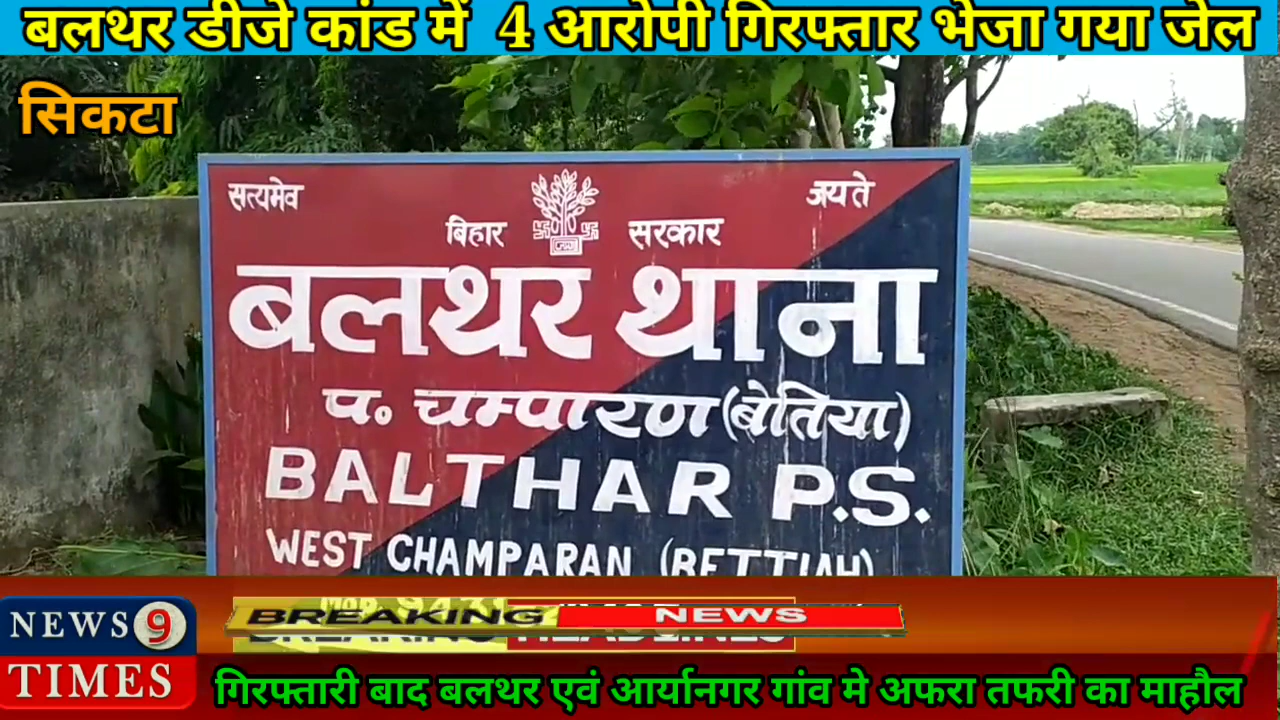 बलथर डीजे कांड में 4 आरोपी गिरफ्तार भेजा गया जेल
सिकटा
सत्यमेव जयते
बिहार सरकार
बलथर थाना
प. चम्पारण (बेतिया)
BALTHAR P.S.
WEST CHAMPARAN (BETTIAH)
BREAKING NEWS
NEWS 9
TIMES
गिरफ्तारी बाद बलथर एवं आर्यानगर गांव मे अफरा तफरी का माहौल